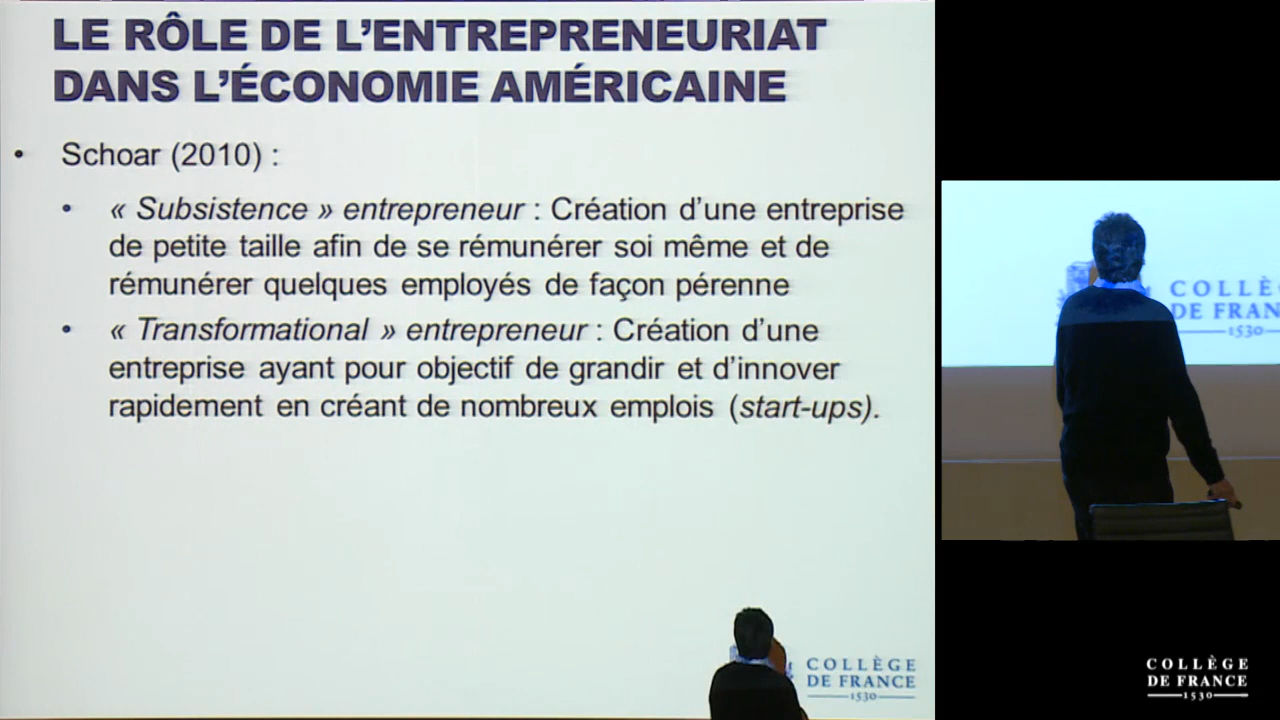 LE RÔLE DE L'ENTREPRENEURIAT
DANS L'ÉCONOMIE AMÉRICAINE
• Schoar (2010) :
• « Subsistence » entrepreneur : Création d'une entreprise
de petite taille afin de se rémunérer soi même et de
rémunérer quelques employés de façon pérenne
• « Transformational » entrepreneur : Création d'une
entreprise ayant pour objectif de grandir et d'innover
rapidement en créant de nombreux emplois (start-ups).
COLLÈGE
DE FRANCE
1530
COLLÈ
DE FRAN
1530
COLLÈGE
DE FRANCE
1530